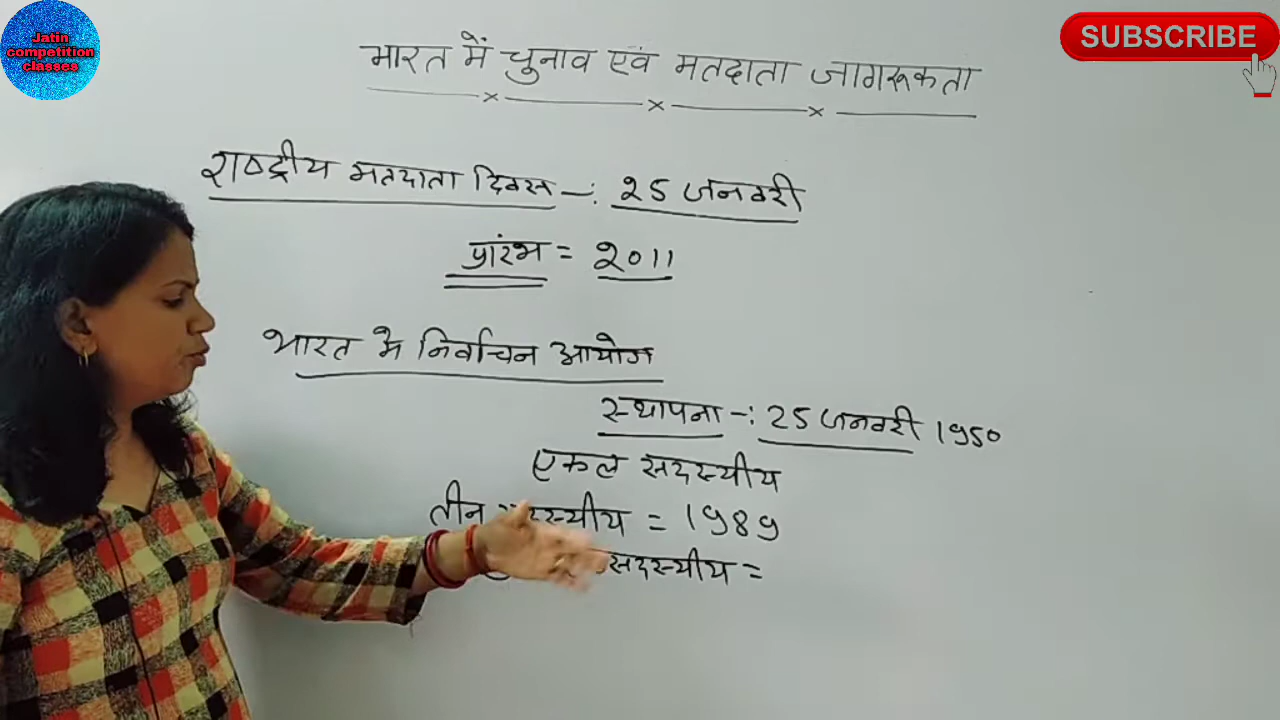 Jatin
competition
classes
SUBSCRIBE
भारत में चुनाव एवं मतदाता जागरूकता
राष्ट्रीय मतदाता दिवस -: 25 जनवरी
प्रारंभ = 2011
भारत के निर्वाचन आयोग
स्थापना -: 25 जनवरी 1950
एकल सदस्यीय
तीन सदस्यीय = 1989
सदस्यीय =